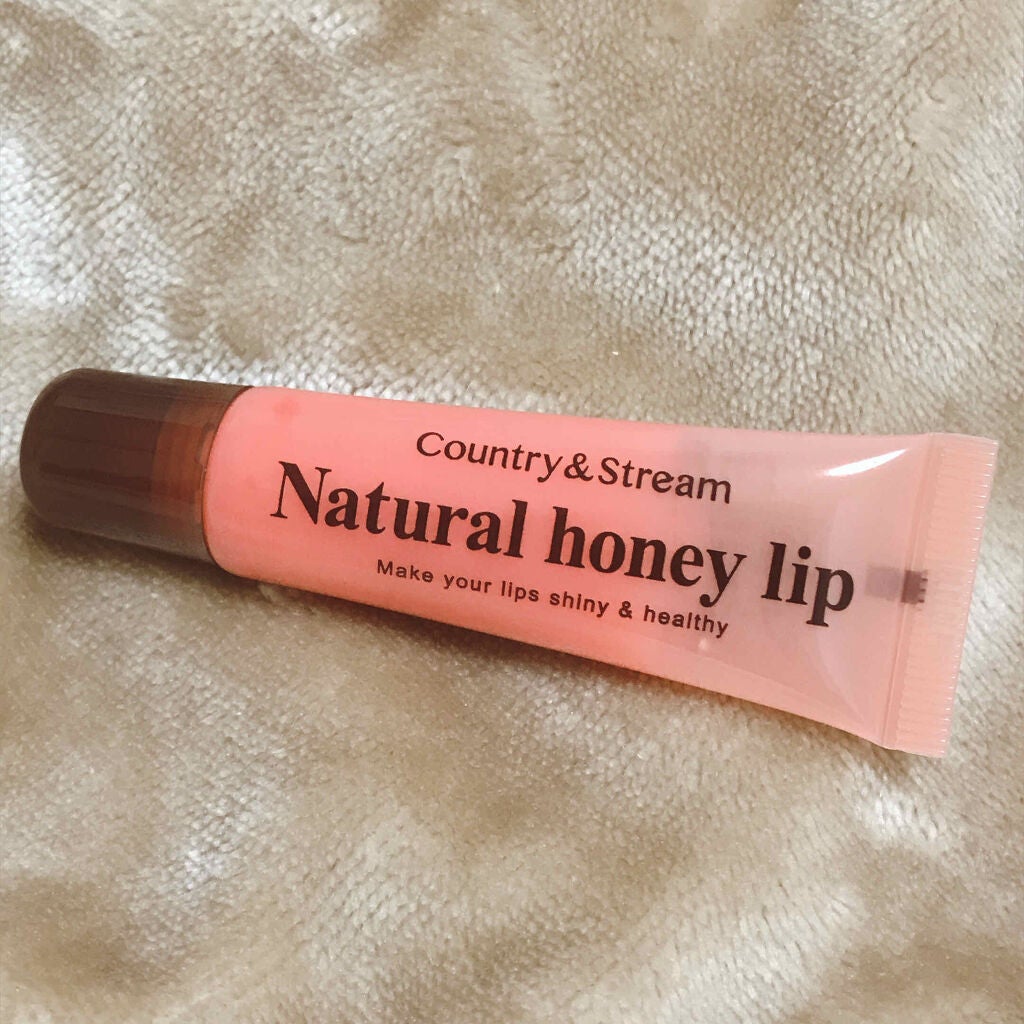 Country&Stream
Natural honey lip
Make your lips shiny & healthy